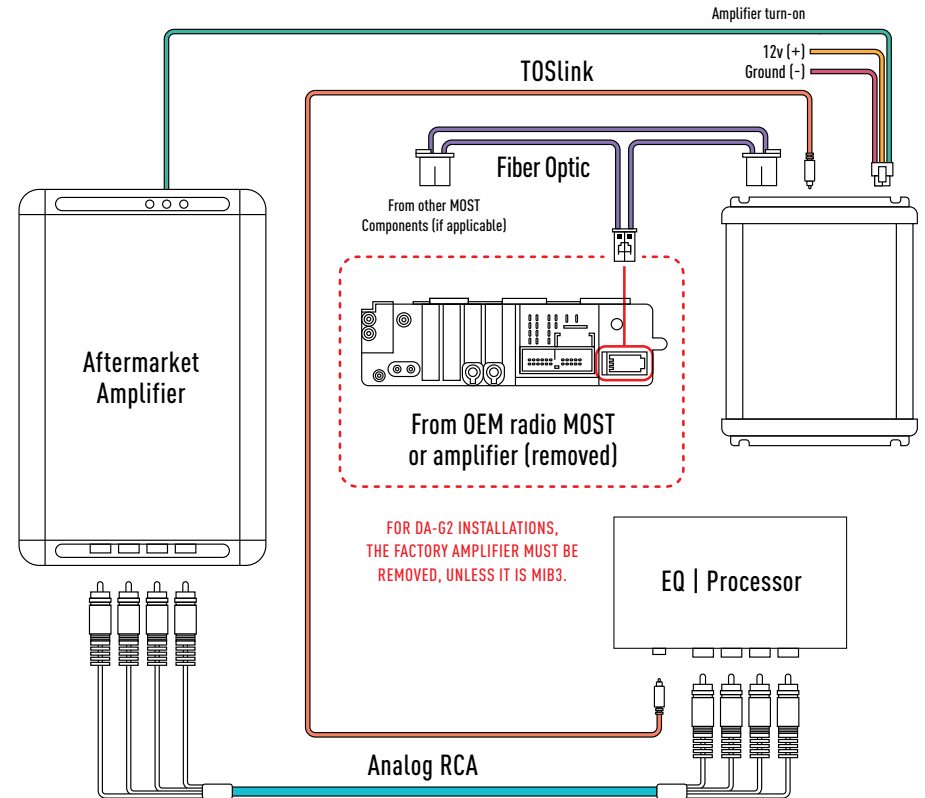 Amplifier turn-on
12v (+)
Ground (-)
TOSlink
Fiber Optic
From other MOST
Components (if applicable)
Aftermarket
Amplifier
From OEM radio MOST
or amplifier (removed)
FOR DA-G2 INSTALLATIONS,
THE FACTORY AMPLIFIER MUST BE
REMOVED, UNLESS IT IS MIB3.
EQ | Processor
Analog RCA